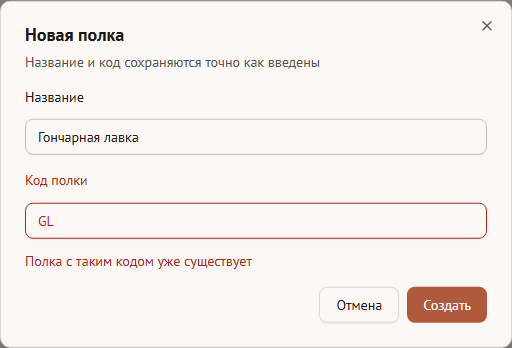 Новая полка
Название и код сохраняются точно как введены
Название
Гончарная лавка
Код полки
GL
Полка с таким кодом уже существует
Отмена
Создать